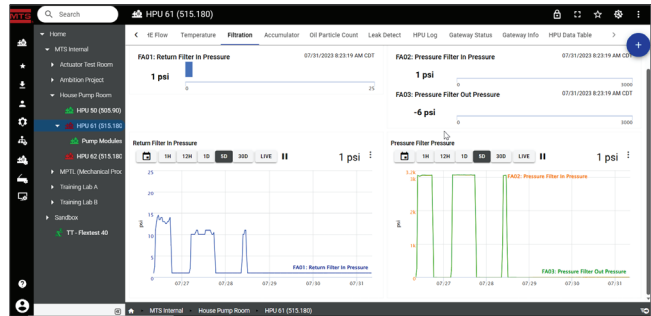 MTS
Search
HPU 61 (515.180)
Home
MTS Internal
Actuator Test Room
Ambition Project
House Pump Room
HPU 50 (505.90)
HPU 61 (515.180
Pump Modules
HPU 62 (515.180
MPTL (Mechanical Proc
Training Lab A
Training Lab B
Sandbox
TT - Flextest 40
IE Flow Temperature Filtration Accumulator Oil Particle Count Leak Detect HPU Log Gateway Status Gateway Info HPU Data Table
FA01: Return Filter In Pressure 07/31/2023 8:23:19 AM CDT
1 psi
0 25
FA02: Pressure Filter In Pressure 07/31/2023 8:23:19 AM CDT
1 psi
0 5000
FA03: Pressure Filter Out Pressure 07/31/2023 8:23:19 AM CDT
-6 psi
0 5000
Return Filter In Pressure
1H 12H 1D 5D 30D LIVE 1 psi
25
20
15
10
5
0
psi
FA01: Return Filter In Pressure
07/27 07/28 07/29 07/30 07/31
Pressure Filter Pressure
1H 12H 1D 5D 30D LIVE 1 psi
3k
2k
1k
0
psi
FA02: Pressure Filter In Pressure
FA03: Pressure Filter Out Pressure
07/27 07/28 07/29 07/30 07/31
MTS Internal House Pump Room HPU 61 (515.180)